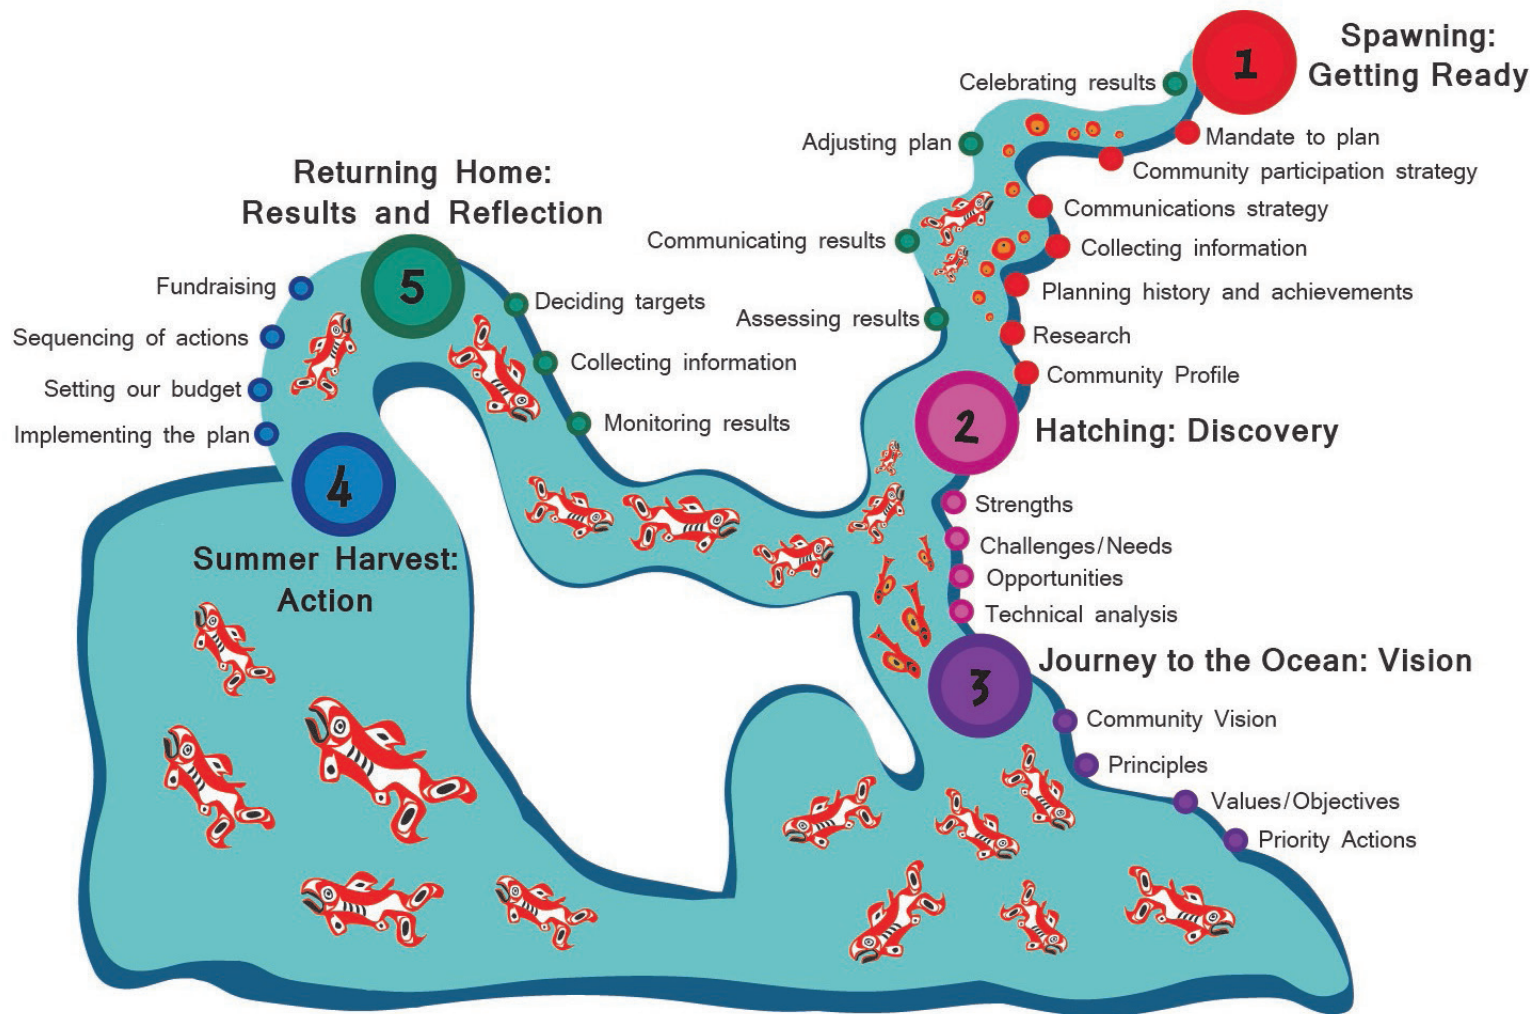 1
Spawning:
Getting Ready
Mandate to plan
Community participation strategy
Communications strategy
Collecting information
Planning history and achievements
Research
Community Profile
2
Hatching: Discovery
Strengths
Challenges/Needs
Opportunities
Technical analysis
3
Journey to the Ocean: Vision
Community Vision
Principles
Values/Objectives
Priority Actions
4
Summer Harvest:
Action
Implementing the plan
Setting our budget
Sequencing of actions
Fundraising
5
Returning Home:
Results and Reflection
Deciding targets
Collecting information
Monitoring results
Assessing results
Communicating results
Adjusting plan
Celebrating results